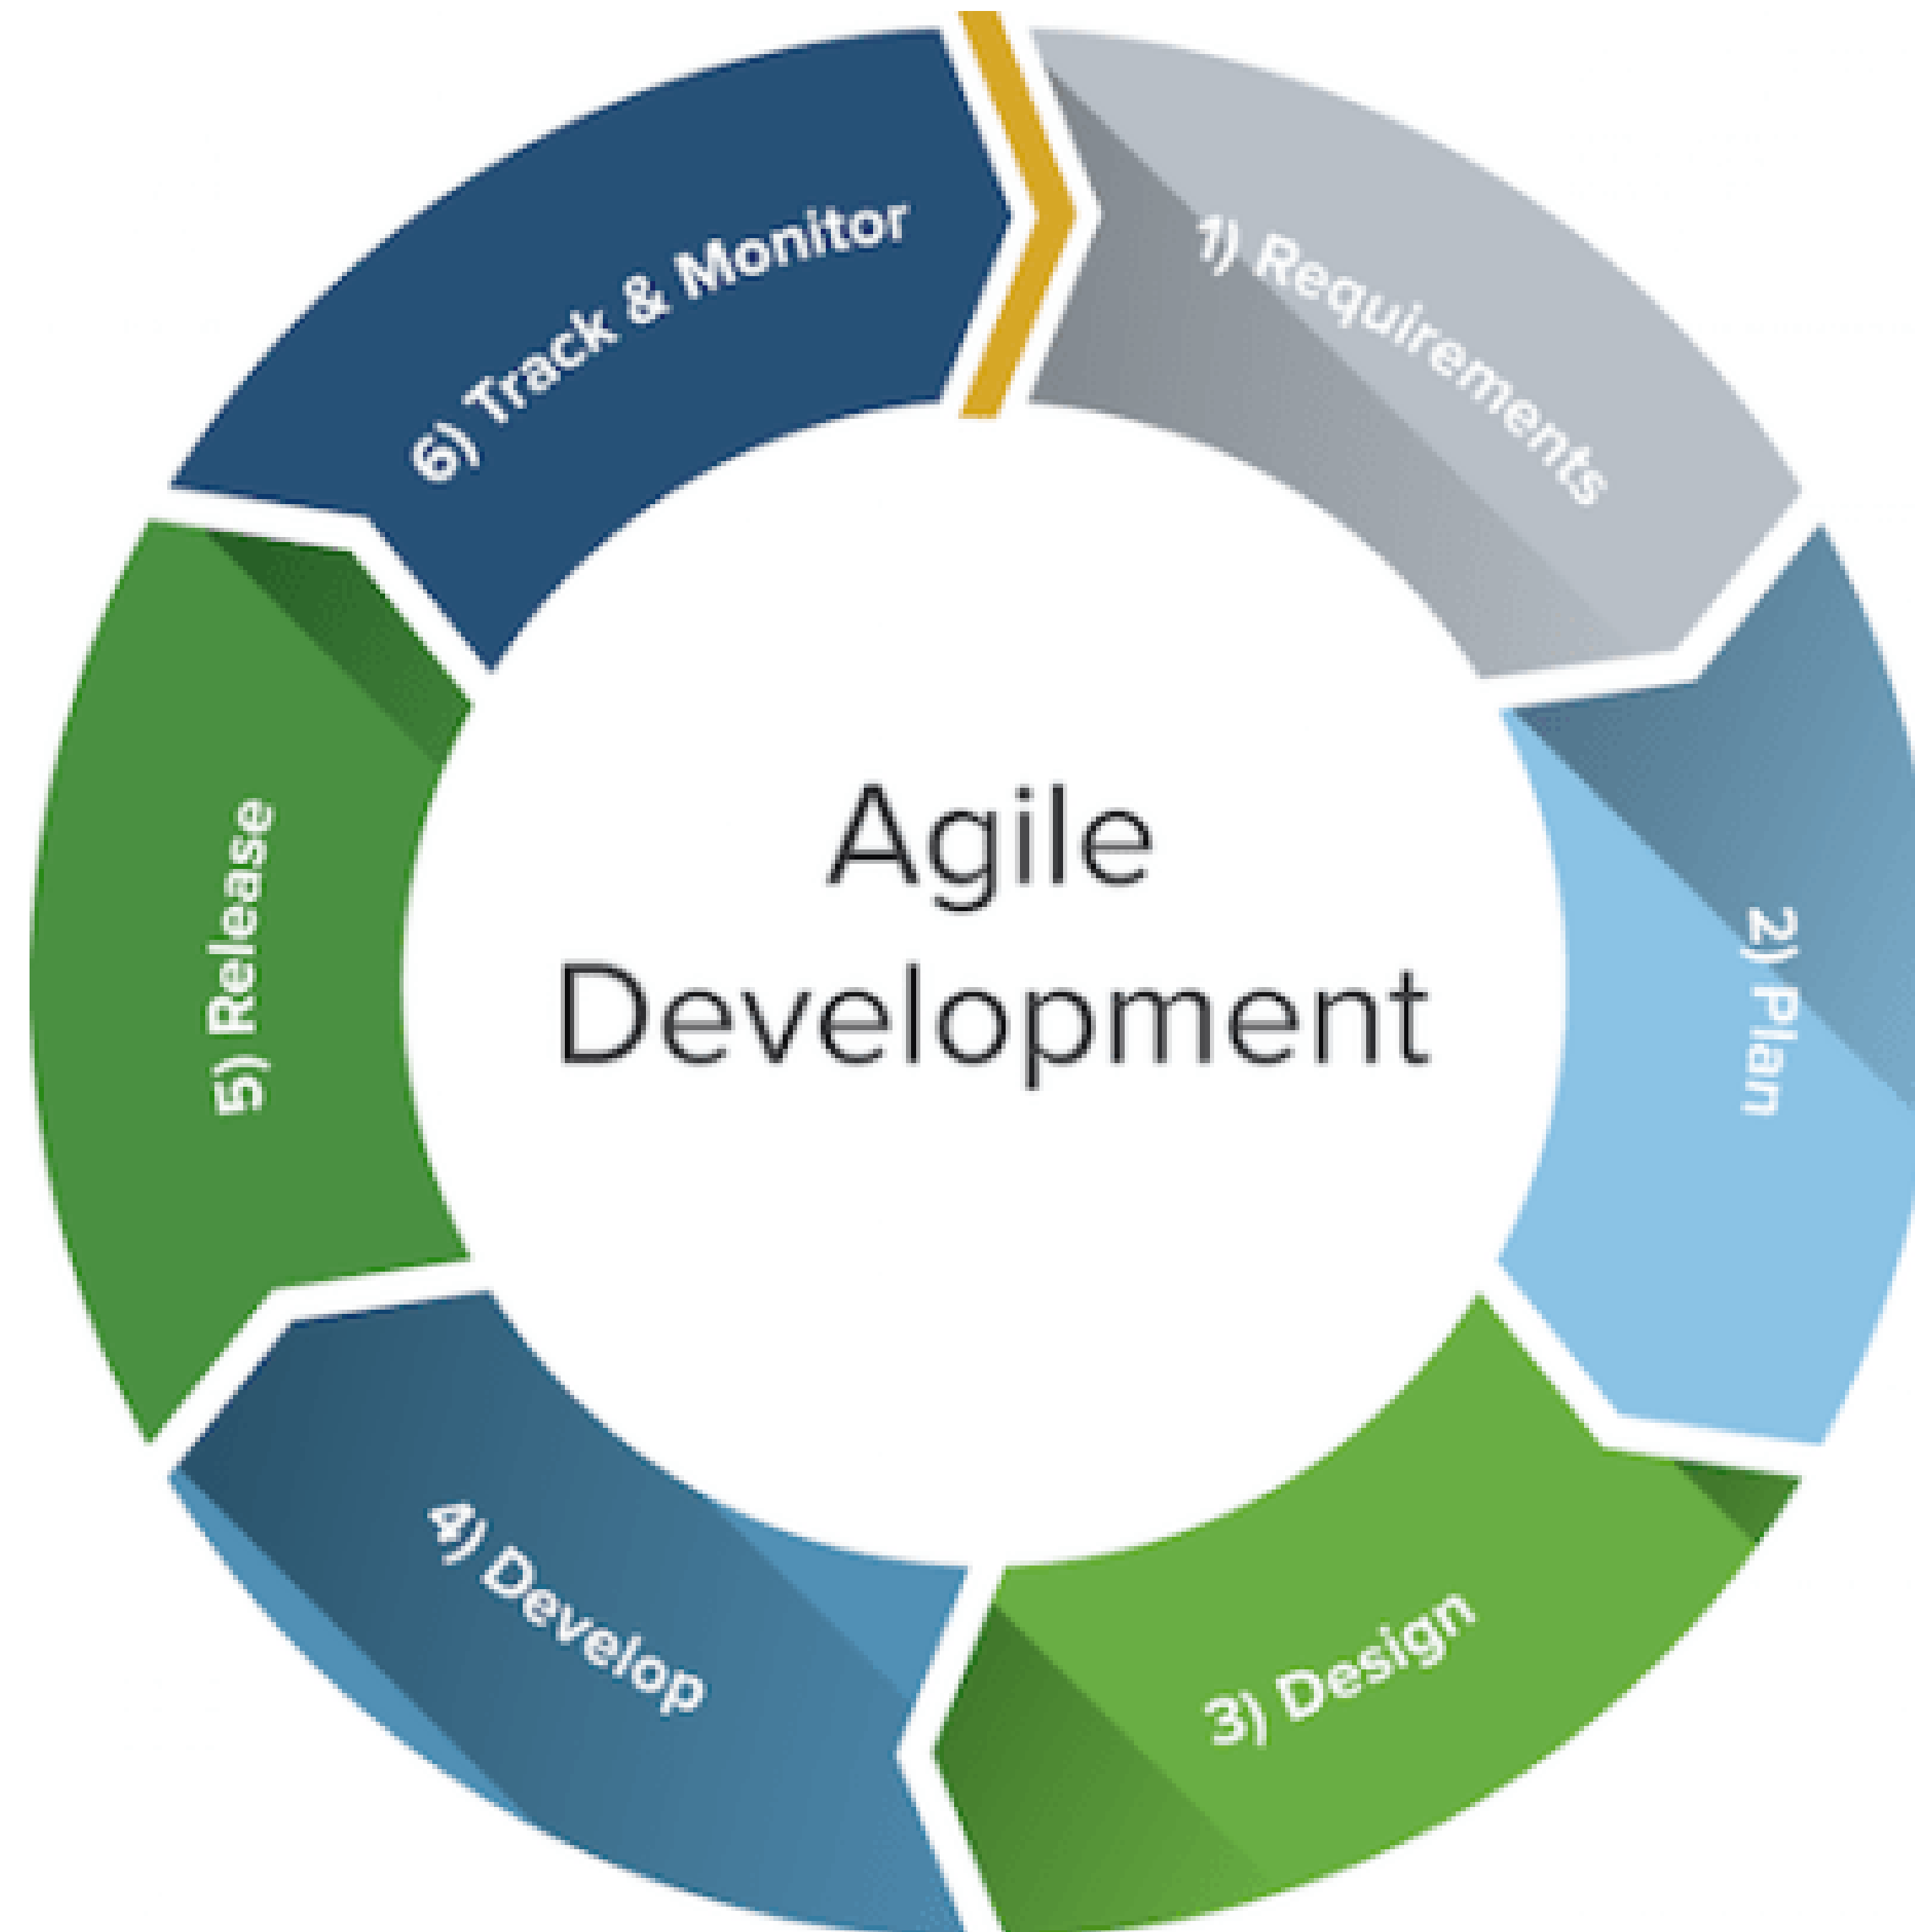 Agile
Development
1) Requirements
2) Plan
3) Design
4) Develop
5) Release
6) Track & Monitor